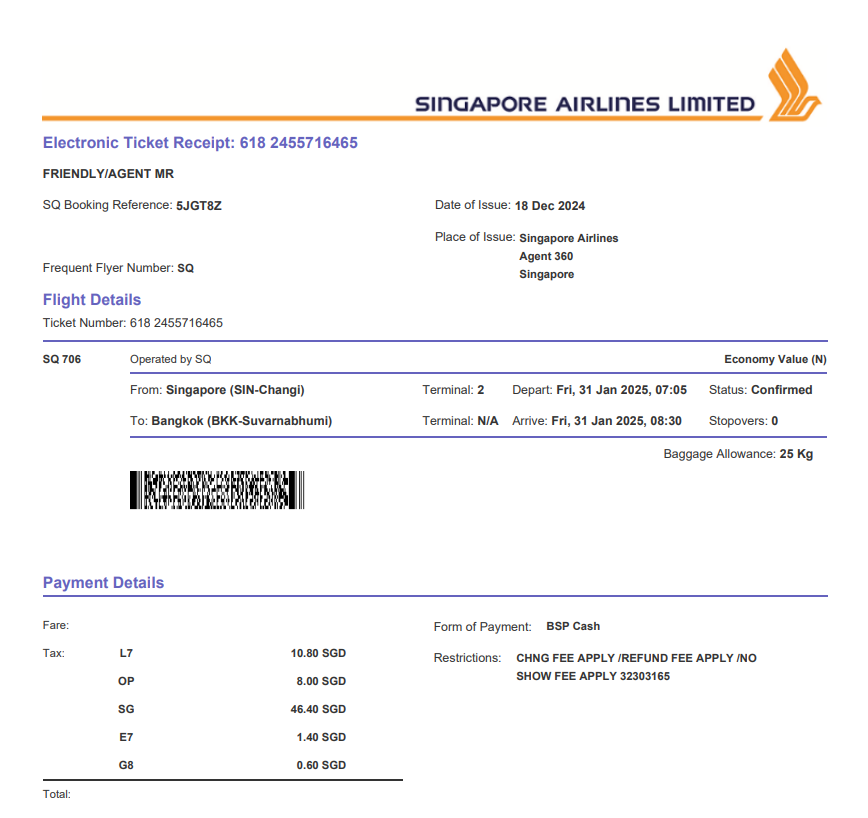 SINGAPORE AIRLINES LIMITED
Electronic Ticket Receipt: 618 2455716465
FRIENDLY/AGENT MR
SQ Booking Reference: 5JGT8Z
Date of Issue: 18 Dec 2024
Place of Issue: Singapore Airlines
Agent 360
Singapore
Frequent Flyer Number: SQ
Flight Details
Ticket Number: 618 2455716465
SQ 706 Operated by SQ Economy Value (N)
From: Singapore (SIN-Changi) Terminal: 2 Depart: Fri, 31 Jan 2025, 07:05 Status: Confirmed
To: Bangkok (BKK-Suvarnabhumi) Terminal: N/A Arrive: Fri, 31 Jan 2025, 08:30 Stopovers: 0
Baggage Allowance: 25 Kg
Payment Details
Fare:
Tax: L7 10.80 SGD
OP 8.00 SGD
SG 46.40 SGD
E7 1.40 SGD
G8 0.60 SGD
Total:
Form of Payment: BSP Cash
Restrictions: CHNG FEE APPLY /REFUND FEE APPLY /NO
SHOW FEE APPLY 32303165